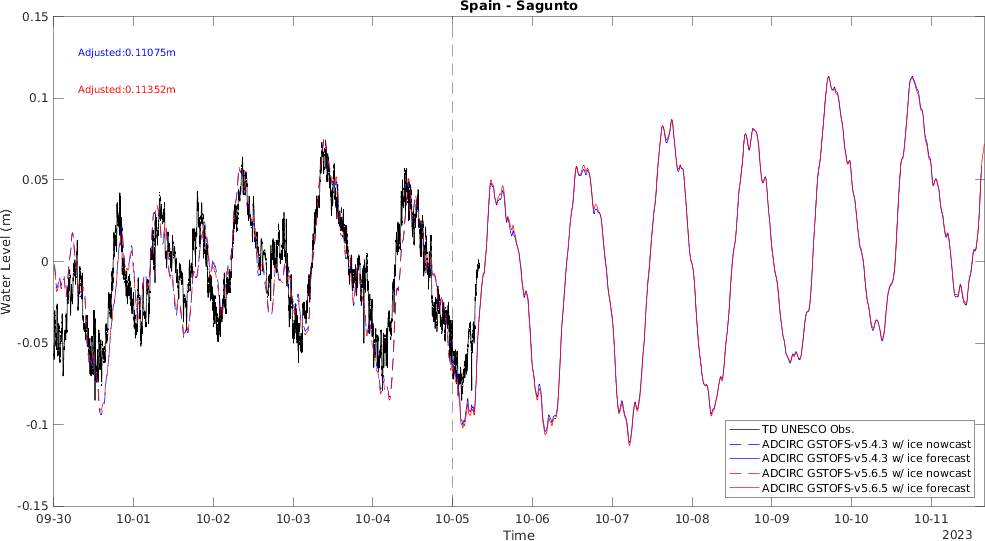 Spain - Sagunto
Water Level (m)
0.15
0.1
0.05
0
-0.05
-0.1
-0.15
Adjusted:0.11075m
Adjusted:0.11352m
TD UNESCO Obs.
ADCIRC GSTOFS-v5.4.3 w/ ice nowcast
ADCIRC GSTOFS-v5.4.3 w/ ice forecast
ADCIRC GSTOFS-v5.6.5 w/ ice nowcast
ADCIRC GSTOFS-v5.6.5 w/ ice forecast
09-30 10-01 10-02 10-03 10-04 10-05 10-06 10-07 10-08 10-09 10-10 10-11
Time
2023